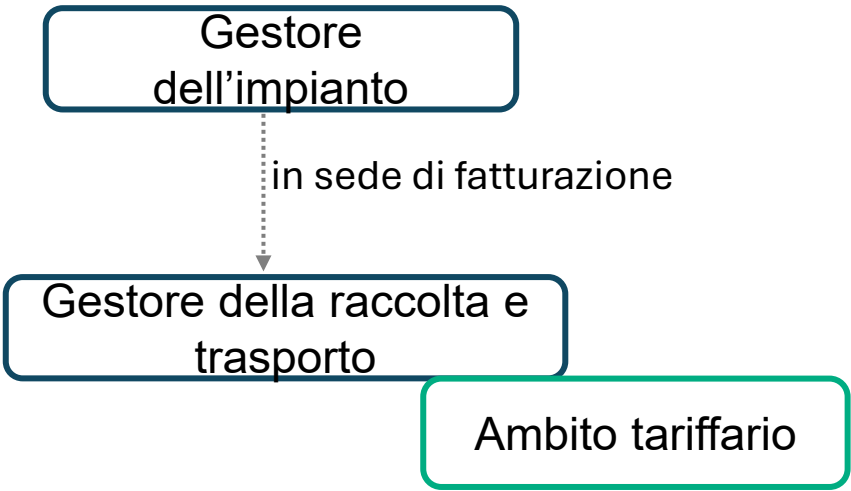 Gestore
dell’impianto
in sede di fatturazione
Gestore della raccolta e
trasporto
Ambito tariffario